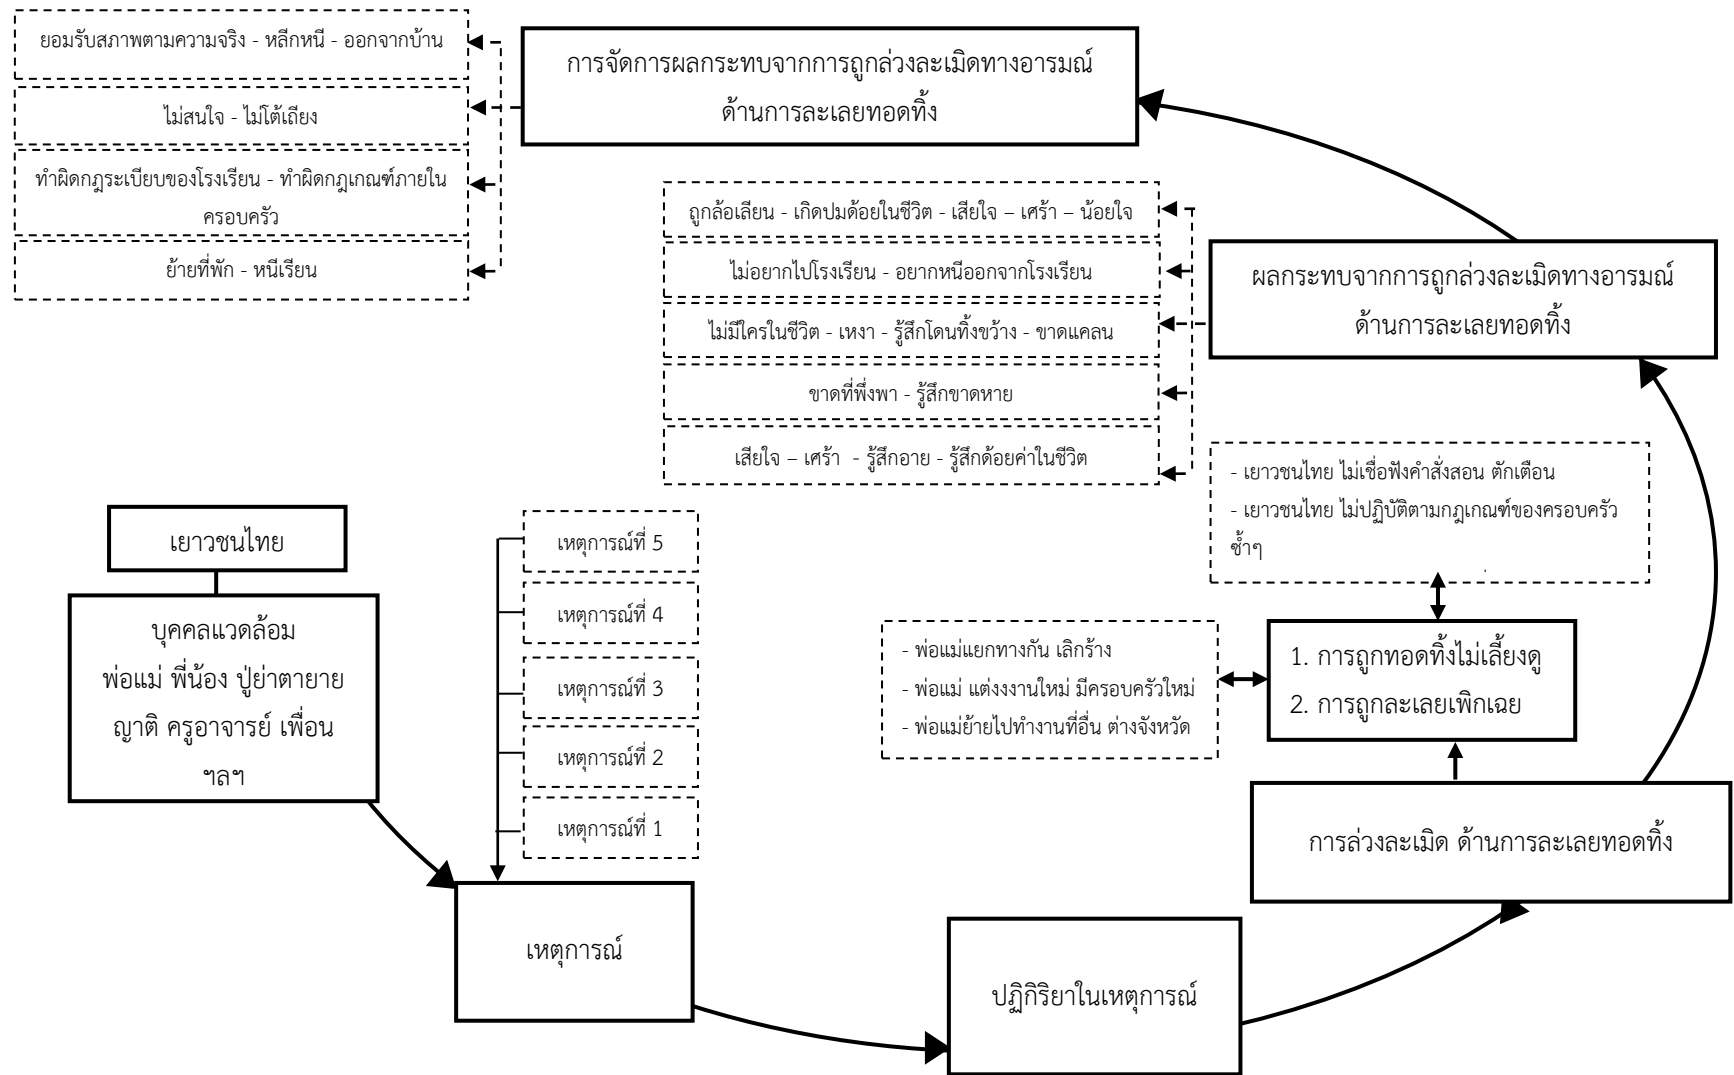 ยอมรับสภาพตามความจริง - หลีกหนี - ออกจากบ้าน
ไม่สนใจ - ไม่โต้เถียง
ทำผิดกฎระเบียบของโรงเรียน - ทำผิดกฎเกณฑ์ภายใน
ครอบครัว
ย้ายที่พัก - หนีเรียน
การจัดการผลกระทบจากการถูกล่วงละเมิดทางอารมณ์
ด้านการละเลยทอดทิ้ง
ถูกล้อเลียน - เกิดปมด้อยในชีวิต - เสียใจ – เศร้า – น้อยใจ
ไม่อยากไปโรงเรียน - อยากหนีออกจากโรงเรียน
ไม่มีใครในชีวิต - เหงา - รู้สึกโดนทิ้งขว้าง - ขาดแคลน
ขาดที่พึ่งพา - รู้สึกขาดหาย
เสียใจ – เศร้า - รู้สึกอาย - รู้สึกด้อยค่าในชีวิต
ผลกระทบจากการถูกล่วงละเมิดทางอารมณ์
ด้านการละเลยทอดทิ้ง
- เยาวชนไทย ไม่เชื่อฟังคำสั่งสอน ตักเตือน
- เยาวชนไทย ไม่ปฏิบัติตามกฎเกณฑ์ของครอบครัว
ซ้ำๆ
เยาวชนไทย
บุคคลแวดล้อม
พ่อแม่ พี่น้อง ปู่ย่าตายาย
ญาติ ครูอาจารย์ เพื่อน
ฯลฯ
เหตุการณ์ที่ 5
เหตุการณ์ที่ 4
เหตุการณ์ที่ 3
เหตุการณ์ที่ 2
เหตุการณ์ที่ 1
- พ่อแม่แยกทางกัน เลิกร้าง
- พ่อแม่ แต่งงงานใหม่ มีครอบครัวใหม่
- พ่อแม่ย้ายไปทำงานที่อื่น ต่างจังหวัด
1. การถูกทอดทิ้งไม่เลี้ยงดู
2. การถูกละเลยเพิกเฉย
การล่วงละเมิด ด้านการละเลยทอดทิ้ง
เหตุการณ์
ปฏิกิริยาในเหตุการณ์